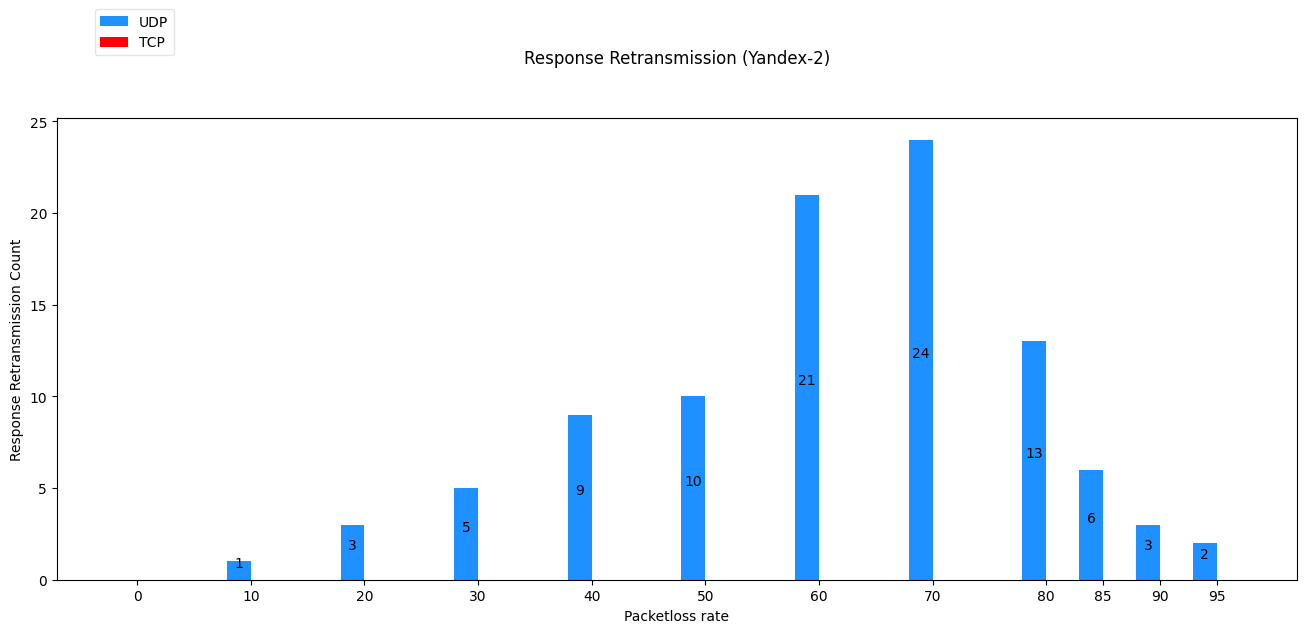 UDP
TCP
Response Retransmission (Yandex-2)
Response Retransmission Count
25
20
15
10
5
0
1
3
5
9
10
21
24
13
6
3
2
0 10 20 30 40 50 60 70 80 85 90 95
Packetloss rate